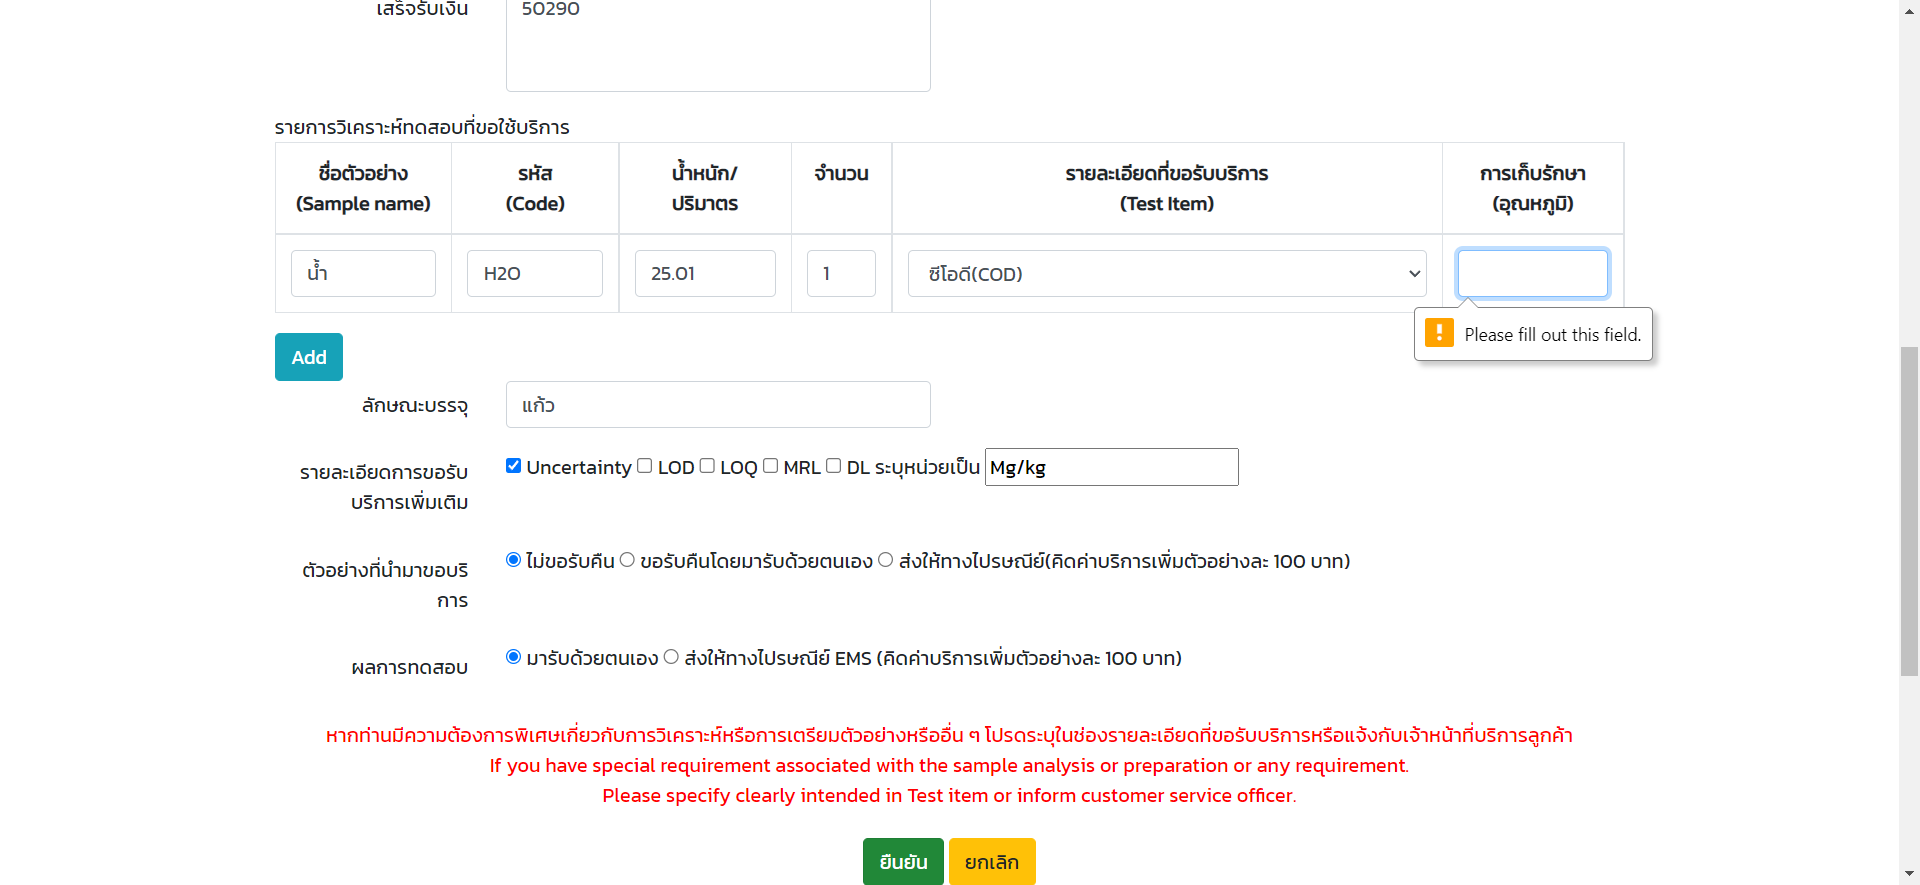 เสร็จรับเงิน
50290
รายการวิเคราะห์ทดสอบที่ขอใช้บริการ
ชื่อตัวอย่าง
(Sample name)
รหัส
(Code)
น้ำหนัก/
ปริมาตร
จำนวน
รายละเอียดที่ขอรับบริการ
(Test Item)
การเก็บรักษา
(อุณหภูมิ)
น้ำ
H2O
25.01
1
ซีโอดี(COD)
Please fill out this field.
Add
ลักษณะบรรจุ
แก้ว
รายละเอียดการขอรับ
บริการเพิ่มเติม
Uncertainty LOD LOQ MRL DL ระบุหน่วยเป็น Mg/kg
ตัวอย่างที่นำมาขอบริ
การ
ไม่ขอรับคืน ขอรับคืนโดยมารับด้วยตนเอง ส่งให้ทางไปรษณีย์(คิดค่าบริการเพิ่มตัวอย่างละ 100 บาท)
ผลการทดสอบ
มารับด้วยตนเอง ส่งให้ทางไปรษณีย์ EMS (คิดค่าบริการเพิ่มตัวอย่างละ 100 บาท)
หากท่านมีความต้องการพิเศษเกี่ยวกับการวิเคราะห์หรือการเตรียมตัวอย่างหรืออื่น ๆ โปรดระบุในช่องรายละเอียดที่ขอรับบริการหรือแจ้งกับเจ้าหน้าที่บริการลูกค้า
If you have special requirement associated with the sample analysis or preparation or any requirement.
Please specify clearly intended in Test item or inform customer service officer.
ยืนยัน
ยกเลิก